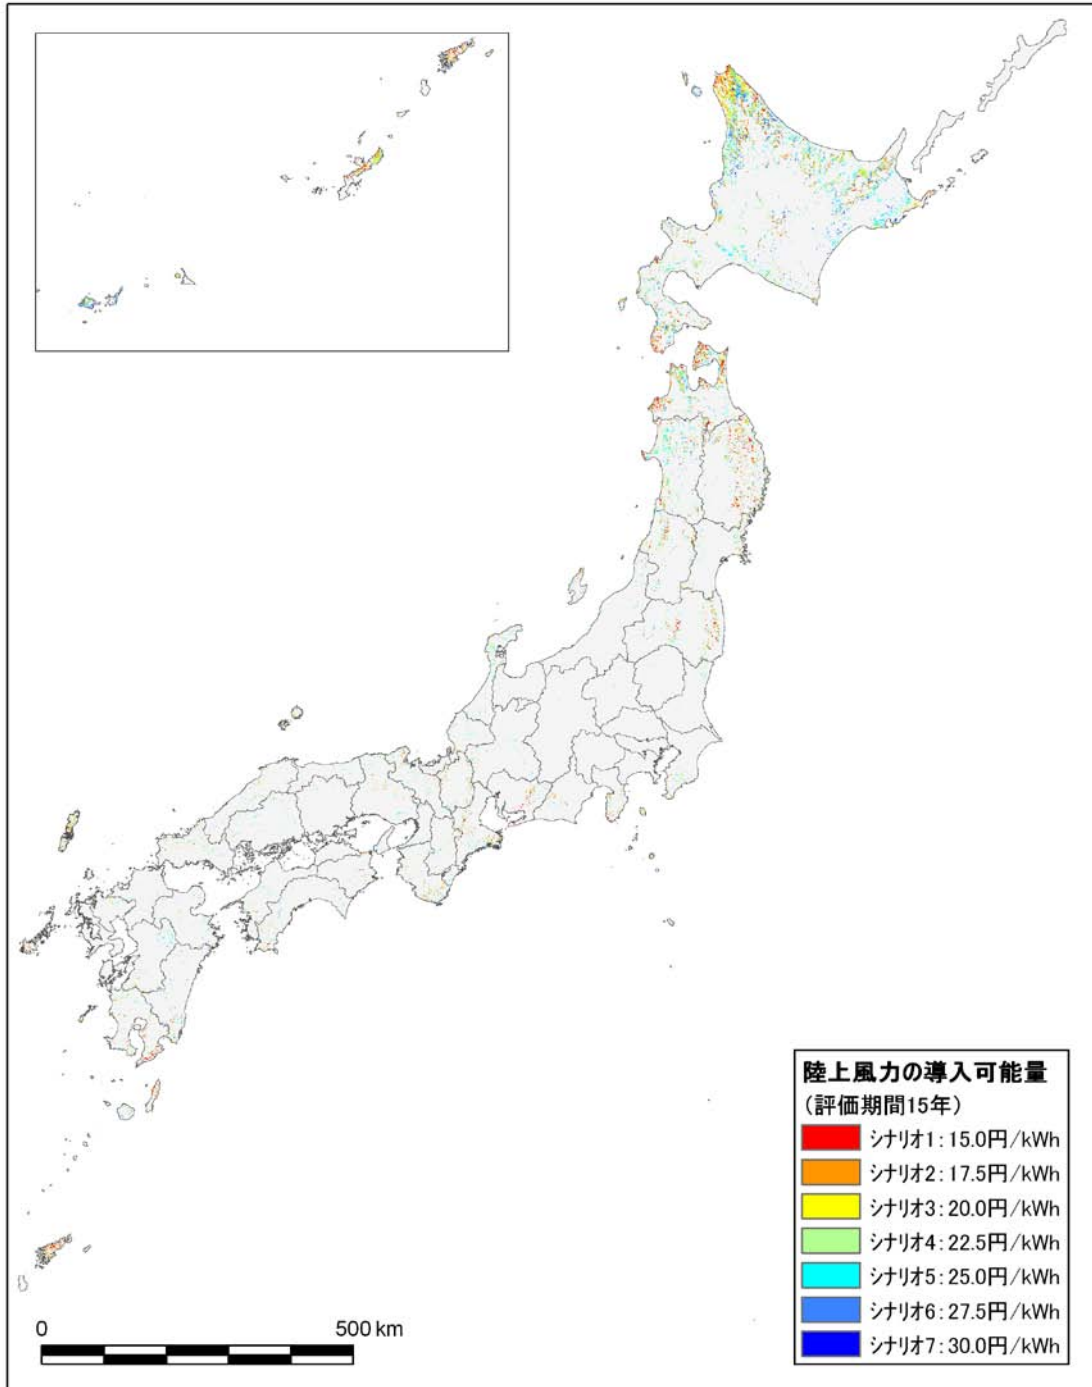 陸上風力の導入可能量
(評価期間15年)
シナリオ1:15.0円/kWh
シナリオ2:17.5円/kWh
シナリオ3:20.0円/kWh
シナリオ4:22.5円/kWh
シナリオ5:25.0円/kWh
シナリオ6:27.5円/kWh
シナリオ7:30.0円/kWh
0 500 km